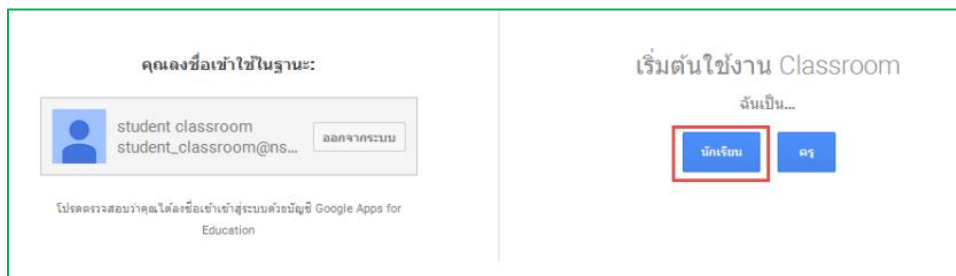 คุณลงชื่อเข้าใช้ในฐานะ:
student classroom
student_classroom@ns...
ออกจากระบบ
โปรดตรวจสอบว่าคุณได้ลงชื่อเข้าเข้าสู่ระบบด้วยบัญชี Google Apps for
Education
เริ่มต้นใช้งาน Classroom
ฉันเป็น...
นักเรียน
ครู